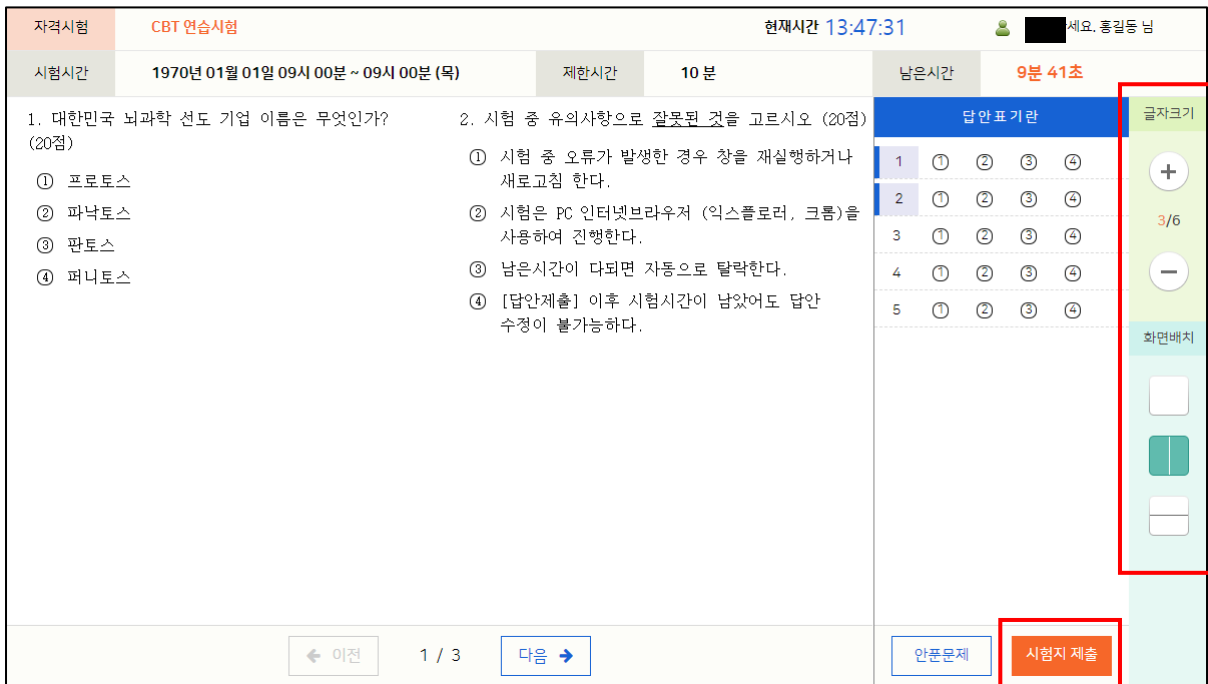 자격시험 CBT 연습시험 현재시간 13:47:31 세요. 홍길동 님
시험시간 1970년 01월 01일 09시 00분 ~ 09시 00분 (목) 제한시간 10 분 남은시간 9분 41초
1. 대한민국 뇌과학 선도 기업 이름은 무엇인가?
(20점)
① 프로토스
② 파낙토스
③ 판토스
④ 퍼니토스
2. 시험 중 유의사항으로 잘못된 것을 고르시오 (20점)
① 시험 중 오류가 발생한 경우 창을 재실행하거나
새로고침 한다.
② 시험은 PC 인터넷브라우저 (익스플로러, 크롬)을
사용하여 진행한다.
③ 남은시간이 다되면 자동으로 탈락한다.
④ [답안제출] 이후 시험시간이 남았어도 답안
수정이 불가능하다.
답안표기란
1 ① ② ③ ④
2 ① ② ③ ④
3 ① ② ③ ④
4 ① ② ③ ④
5 ① ② ③ ④
글자크기
+
3/6
−
화면배치
← 이전 1 / 3 다음 → 안푼문제 시험지 제출